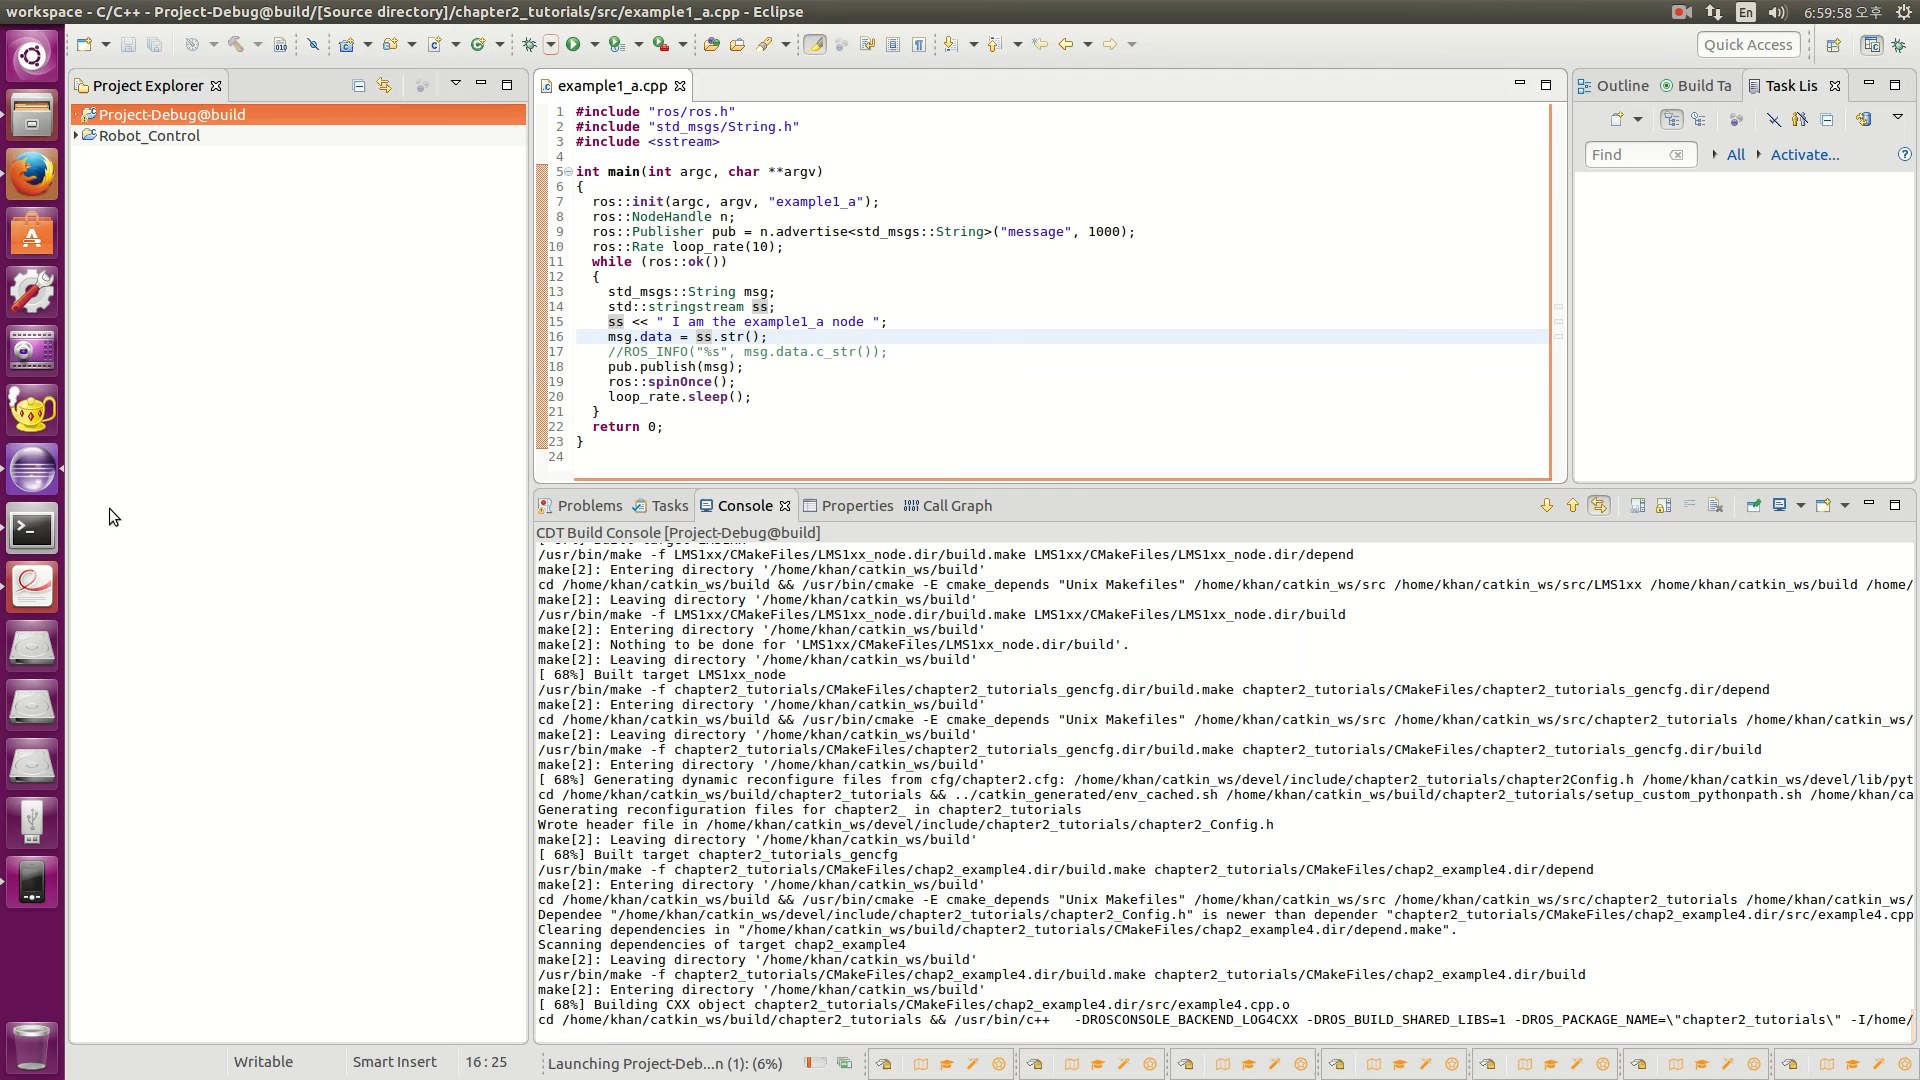 workspace - C/C++ - Project-Debug@build/[Source directory]/chapter2_tutorials/src/example1_a.cpp - Eclipse
En
6:59:58 오후
Quick Access
Project Explorer
example1_a.cpp
Outline
Build Ta
Task Lis
Project-Debug@build
Robot_Control
Find
All
Activate...
1 #include "ros/ros.h"
2 #include "std_msgs/String.h"
3 #include <sstream>
4
5 int main(int argc, char **argv)
6 {
7 ros::init(argc, argv, "example1_a");
8 ros::NodeHandle n;
9 ros::Publisher pub = n.advertise<std_msgs::String>("message", 1000);
10 ros::Rate loop_rate(10);
11 while (ros::ok())
12 {
13 std_msgs::String msg;
14 std::stringstream ss;
15 ss << " I am the example1_a node ";
16 msg.data = ss.str();
17 //ROS_INFO("%s", msg.data.c_str());
18 pub.publish(msg);
19 ros::spinOnce();
20 loop_rate.sleep();
21 }
22 return 0;
23 }
24
Problems
Tasks
Console
Properties
Call Graph
CDT Build Console [Project-Debug@build]
/usr/bin/make -f LMS1xx/CMakeFiles/LMS1xx_node.dir/build.make LMS1xx/CMakeFiles/LMS1xx_node.dir/depend
make[2]: Entering directory '/home/khan/catkin_ws/build'
cd /home/khan/catkin_ws/build && /usr/bin/cmake -E cmake_depends "Unix Makefiles" /home/khan/catkin_ws/src /home/khan/catkin_ws/src/LMS1xx /home/khan/catkin_ws/build /home/
make[2]: Leaving directory '/home/khan/catkin_ws/build'
/usr/bin/make -f LMS1xx/CMakeFiles/LMS1xx_node.dir/build.make LMS1xx/CMakeFiles/LMS1xx_node.dir/build
make[2]: Entering directory '/home/khan/catkin_ws/build'
make[2]: Nothing to be done for 'LMS1xx/CMakeFiles/LMS1xx_node.dir/build'.
make[2]: Leaving directory '/home/khan/catkin_ws/build'
[ 68%] Built target LMS1xx_node
/usr/bin/make -f chapter2_tutorials/CMakeFiles/chapter2_tutorials_gencfg.dir/build.make chapter2_tutorials/CMakeFiles/chapter2_tutorials_gencfg.dir/depend
make[2]: Entering directory '/home/khan/catkin_ws/build'
cd /home/khan/catkin_ws/build && /usr/bin/cmake -E cmake_depends "Unix Makefiles" /home/khan/catkin_ws/src /home/khan/catkin_ws/src/chapter2_tutorials /home/khan/catkin_ws/
make[2]: Leaving directory '/home/khan/catkin_ws/build'
/usr/bin/make -f chapter2_tutorials/CMakeFiles/chapter2_tutorials_gencfg.dir/build.make chapter2_tutorials/CMakeFiles/chapter2_tutorials_gencfg.dir/build
make[2]: Entering directory '/home/khan/catkin_ws/build'
[ 68%] Generating dynamic reconfigure files from cfg/chapter2.cfg: /home/khan/catkin_ws/devel/include/chapter2_tutorials/chapter2Config.h /home/khan/catkin_ws/devel/lib/pyt
cd /home/khan/catkin_ws/build/chapter2_tutorials && ../catkin_generated/env_cached.sh /home/khan/catkin_ws/build/chapter2_tutorials/setup_custom_pythonpath.sh /home/khan/ca
Generating reconfiguration files for chapter2_ in chapter2_tutorials
Wrote header file in /home/khan/catkin_ws/devel/include/chapter2_tutorials/chapter2_Config.h
make[2]: Leaving directory '/home/khan/catkin_ws/build'
[ 68%] Built target chapter2_tutorials_gencfg
/usr/bin/make -f chapter2_tutorials/CMakeFiles/chap2_example4.dir/build.make chapter2_tutorials/CMakeFiles/chap2_example4.dir/depend
make[2]: Entering directory '/home/khan/catkin_ws/build'
cd /home/khan/catkin_ws/build && /usr/bin/cmake -E cmake_depends "Unix Makefiles" /home/khan/catkin_ws/src /home/khan/catkin_ws/src/chapter2_tutorials /home/khan/catkin_ws/
Dependee "/home/khan/catkin_ws/devel/include/chapter2_tutorials/chapter2_Config.h" is newer than depender "chapter2_tutorials/CMakeFiles/chap2_example4.dir/src/example4.cpp
Clearing dependencies in "/home/khan/catkin_ws/build/chapter2_tutorials/CMakeFiles/chap2_example4.dir/depend.make".
Scanning dependencies of target chap2_example4
make[2]: Leaving directory '/home/khan/catkin_ws/build'
/usr/bin/make -f chapter2_tutorials/CMakeFiles/chap2_example4.dir/build.make chapter2_tutorials/CMakeFiles/chap2_example4.dir/build
make[2]: Entering directory '/home/khan/catkin_ws/build'
[ 68%] Building CXX object chapter2_tutorials/CMakeFiles/chap2_example4.dir/src/example4.cpp.o
cd /home/khan/catkin_ws/build/chapter2_tutorials && /usr/bin/c++ -DROSCONSOLE_BACKEND_LOG4CXX -DROS_BUILD_SHARED_LIBS=1 -DROS_PACKAGE_NAME=\"chapter2_tutorials\" -I/home/
Writable
Smart Insert
16 : 25
Launching Project-Deb...n (1): (6%)